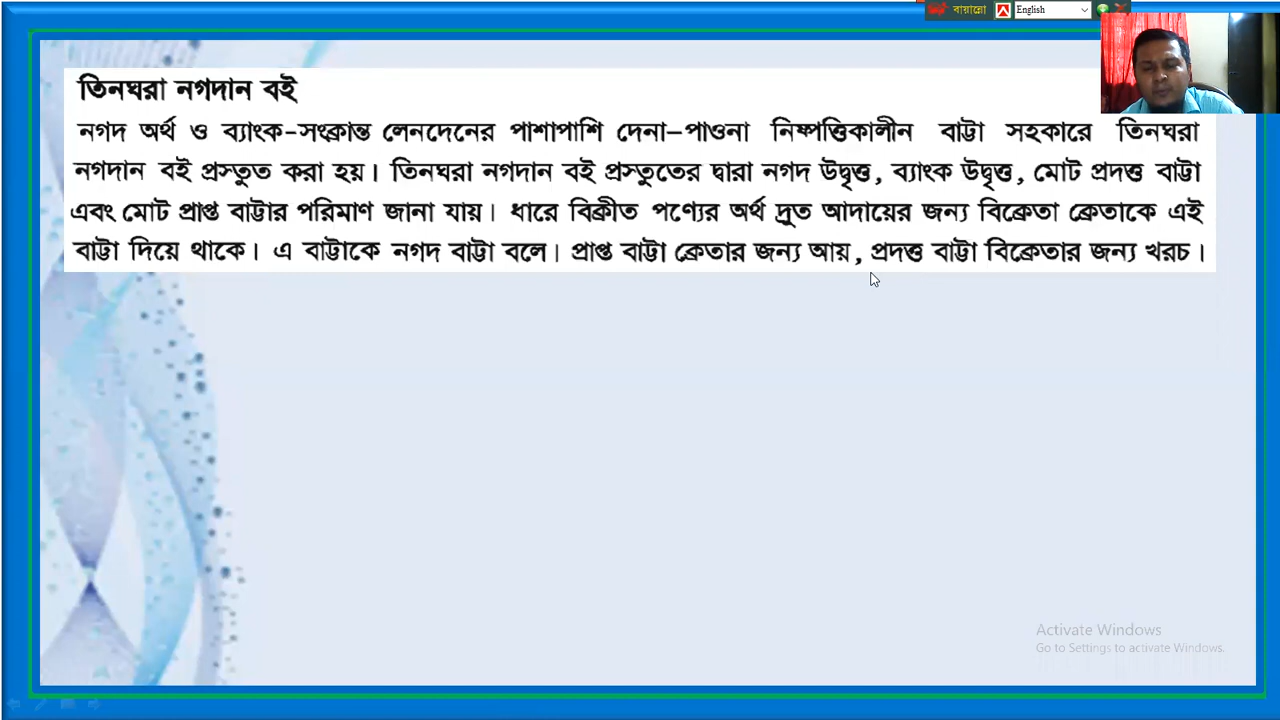 বায়ান্নো
English
তিনঘরা নগদান বই
নগদ অর্থ ও ব্যাংক-সংক্রান্ত লেনদেনের পাশাপাশি দেনা–পাওনা নিষ্পত্তিকালীন বাট্টা সহকারে তিনঘরা
নগদান বই প্রস্তুত করা হয়। তিনঘরা নগদান বই প্রস্তুতের দ্বারা নগদ উদ্বৃত্ত, ব্যাংক উদ্বৃত্ত, মোট প্রদত্ত বাট্টা
এবং মোট প্রাপ্ত বাট্টার পরিমাণ জানা যায়। ধারে বিক্রীত পণ্যের অর্থ দ্রুত আদায়ের জন্য বিক্রেতা ক্রেতাকে এই
বাট্টা দিয়ে থাকে। এ বাট্টাকে নগদ বাট্টা বলে। প্রাপ্ত বাট্টা ক্রেতার জন্য আয়, প্রদত্ত বাট্টা বিক্রেতার জন্য খরচ।
Activate Windows
Go to Settings to activate Windows.